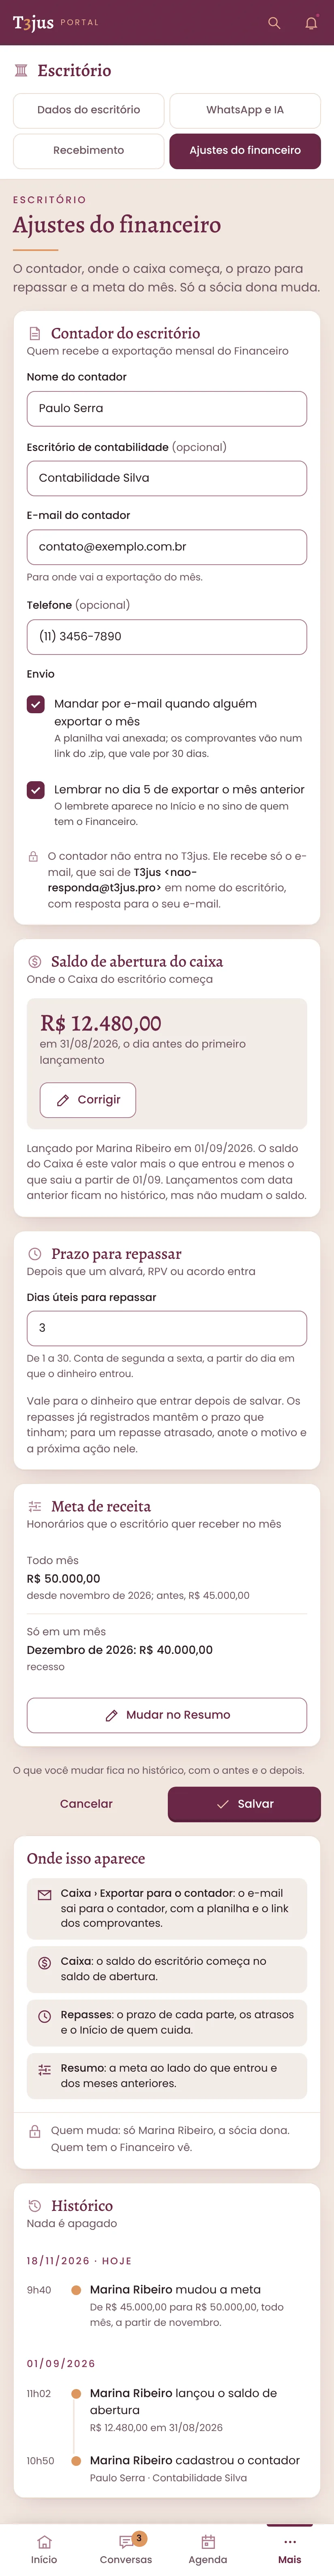 T3jus PORTAL
Escritório
Dados do escritório
WhatsApp e IA
Recebimento
Ajustes do financeiro
ESCRITÓRIO
Ajustes do financeiro
O contador, onde o caixa começa, o prazo para
repassar e a meta do mês. Só a sócia dona muda.
Contador do escritório
Quem recebe a exportação mensal do Financeiro
Nome do contador
Paulo Serra
Escritório de contabilidade (opcional)
Contabilidade Silva
E-mail do contador
contato@exemplo.com.br
Para onde vai a exportação do mês.
Telefone (opcional)
(11) 3456-7890
Envio
Mandar por e-mail quando alguém
exportar o mês
A planilha vai anexada; os comprovantes vão num
link do .zip, que vale por 30 dias.
Lembrar no dia 5 de exportar o mês anterior
O lembrete aparece no Início e no sino de quem
tem o Financeiro.
O contador não entra no T3jus. Ele recebe só o e-
mail, que sai de T3jus <nao-
responda@t3jus.pro> em nome do escritório,
com resposta para o seu e-mail.
Saldo de abertura do caixa
Onde o Caixa do escritório começa
R$ 12.480,00
em 31/08/2026, o dia antes do primeiro
lançamento
Corrigir
Lançado por Marina Ribeiro em 01/09/2026. O saldo
do Caixa é este valor mais o que entrou e menos o
que saiu a partir de 01/09. Lançamentos com data
anterior ficam no histórico, mas não mudam o saldo.
Prazo para repassar
Depois que um alvará, RPV ou acordo entra
Dias úteis para repassar
3
De 1 a 30. Conta de segunda a sexta, a partir do dia em
que o dinheiro entrou.
Vale para o dinheiro que entrar depois de salvar. Os
repasses já registrados mantêm o prazo que
tinham; para um repasse atrasado, anote o motivo e
a próxima ação nele.
Meta de receita
Honorários que o escritório quer receber no mês
Todo mês
R$ 50.000,00
desde novembro de 2026; antes, R$ 45.000,00
Só em um mês
Dezembro de 2026: R$ 40.000,00
recesso
Mudar no Resumo
O que você mudar fica no histórico, com o antes e o depois.
Cancelar
Salvar
Onde isso aparece
Caixa › Exportar para o contador: o e-mail
sai para o contador, com a planilha e o link
dos comprovantes.
Caixa: o saldo do escritório começa no
saldo de abertura.
Repasses: o prazo de cada parte, os atrasos
e o Início de quem cuida.
Resumo: a meta ao lado do que entrou e
dos meses anteriores.
Quem muda: só Marina Ribeiro, a sócia dona.
Quem tem o Financeiro vê.
Histórico
Nada é apagado
18/11/2026 · HOJE
9h40
Marina Ribeiro mudou a meta
De R$ 45.000,00 para R$ 50.000,00, todo
mês, a partir de novembro.
01/09/2026
11h02
Marina Ribeiro lançou o saldo de
abertura
R$ 12.480,00 em 31/08/2026
10h50
Marina Ribeiro cadastrou o contador
Paulo Serra · Contabilidade Silva
3
Início
Conversas
Agenda
Mais